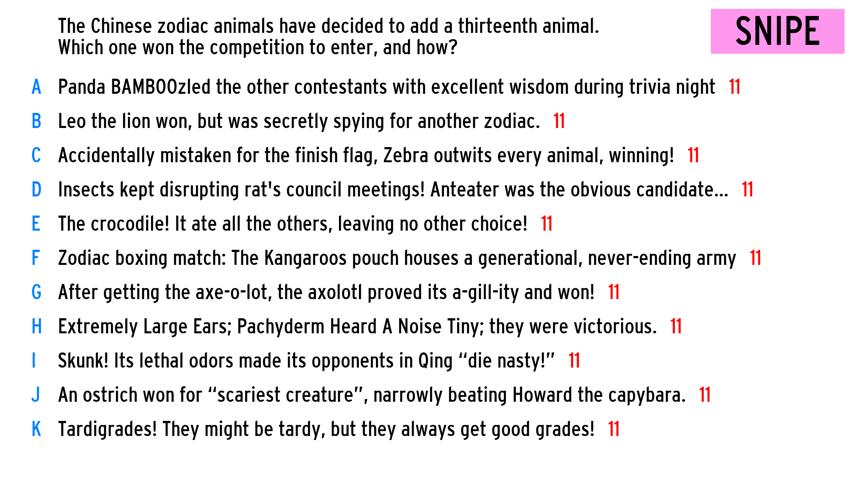 The Chinese zodiac animals have decided to add a thirteenth animal.
Which one won the competition to enter, and how?
SNIPE
A Panda BAMBOOzled the other contestants with excellent wisdom during trivia night 11
B Leo the lion won, but was secretly spying for another zodiac. 11
C Accidentally mistaken for the finish flag, Zebra outwits every animal, winning! 11
D Insects kept disrupting rat's council meetings! Anteater was the obvious candidate... 11
E The crocodile! It ate all the others, leaving no other choice! 11
F Zodiac boxing match: The Kangaroos pouch houses a generational, never-ending army 11
G After getting the axe-o-lot, the axolotl proved its a-gill-ity and won! 11
H Extremely Large Ears; Pachyderm Heard A Noise Tiny; they were victorious. 11
I Skunk! Its lethal odors made its opponents in Qing “die nasty!” 11
J An ostrich won for “scariest creature”, narrowly beating Howard the capybara. 11
K Tardigrades! They might be tardy, but they always get good grades! 11